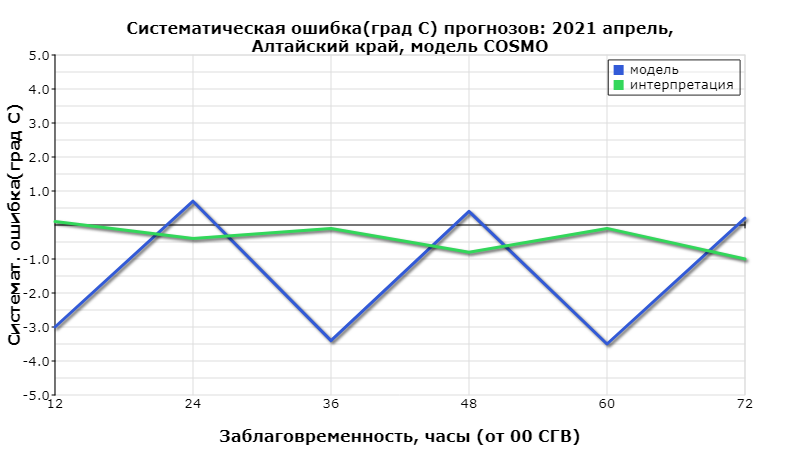 Систематическая ошибка(град С) прогнозов: 2021 апрель,
Алтайский край, модель COSMO
модель
интерпретация
Системат. ошибка(град С)
5.0
4.0
3.0
2.0
1.0
-1.0
-2.0
-3.0
-4.0
-5.0
12 24 36 48 60 72
Заблаговременность, часы (от 00 СГВ)